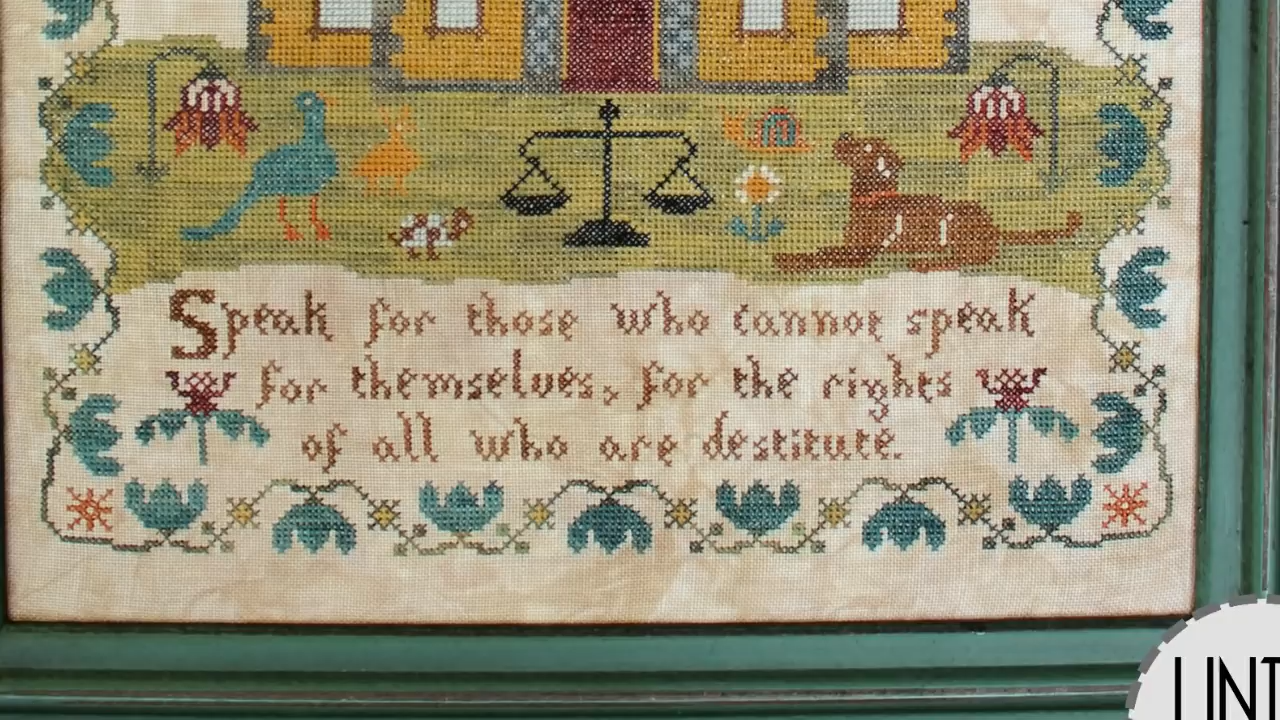 Speak for those who cannot speak
for themselves, for the rights
of all who are destitute.